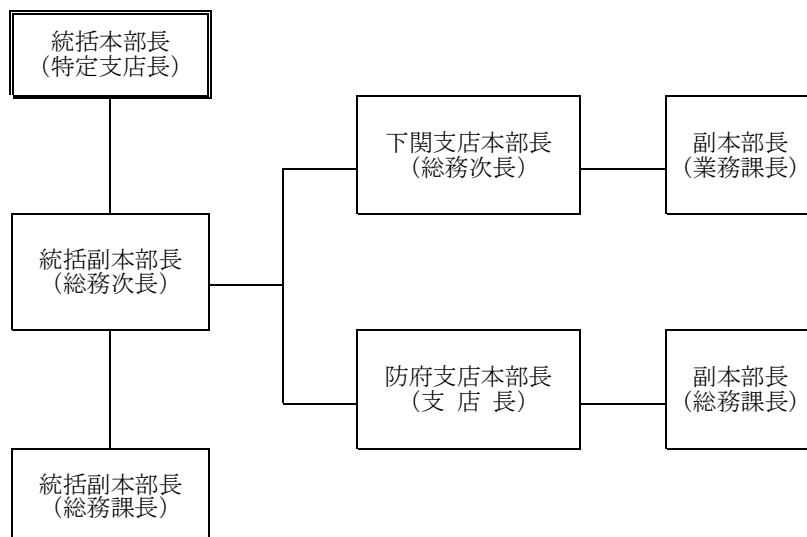 統括本部長
（特定支店長）
下関支店本部長
（総務次長）
副本部長
（業務課長）
統括副本部長
（総務次長）
防府支店本部長
（支 店 長）
副本部長
（総務課長）
統括副本部長
（総務課長）